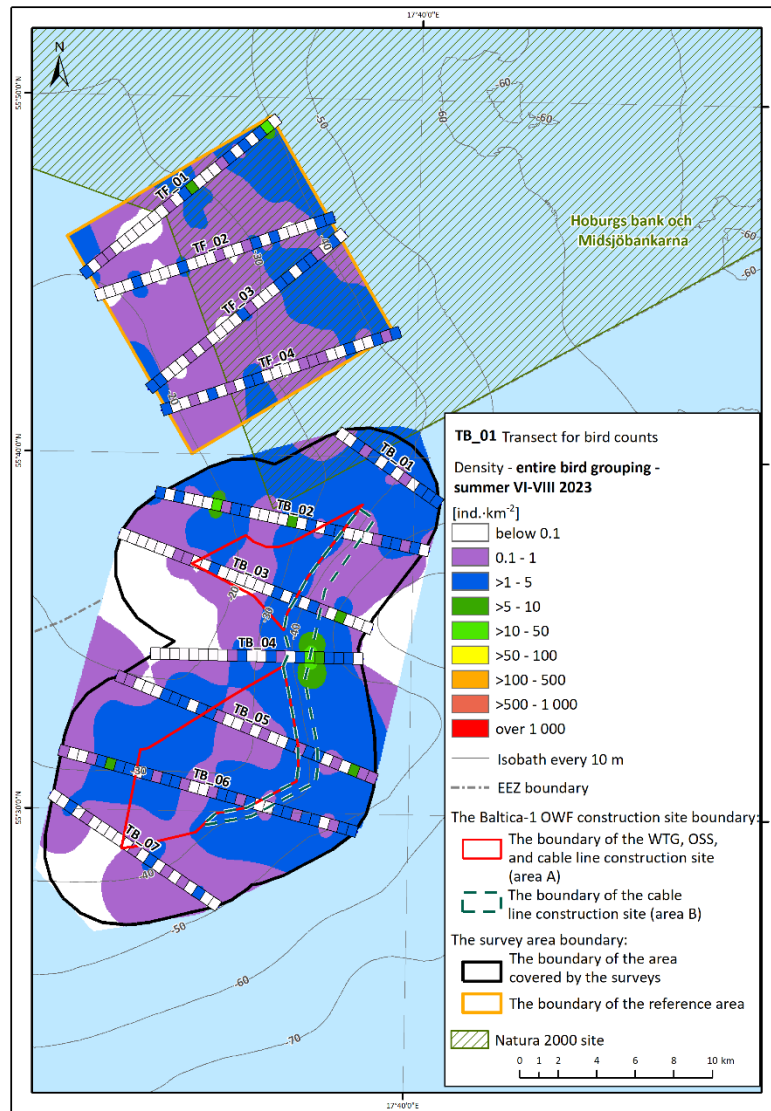 17°40'0"E
N
55°50'0"N
-60
-50
-60
TF_01
Hoburgs bank och
Midsjöbankarna
-60
-60
TF_02
-40
-30
TF_03
TF_04
-20
55°40'0"N
TB_01
TB_02
TB_03
-20
-30
-40
TB_04
TB_05
-30
TB_06
55°30'0"N
TB_07
-40
-50
-60
-70
17°40'0"E
TB_01 Transect for bird counts
Density - entire bird grouping -
summer VI-VIII 2023
[ind.·km-2]
below 0.1
0.1 - 1
>1 - 5
>5 - 10
>10 - 50
>50 - 100
>100 - 500
>500 - 1 000
over 1 000
Isobath every 10 m
EEZ boundary
The Baltica-1 OWF construction site boundary:
The boundary of the WTG, OSS,
and cable line construction site
(area A)
The boundary of the cable
line construction site (area B)
The survey area boundary:
The boundary of the area
covered by the surveys
The boundary of the reference area
Natura 2000 site
0 1 2 4 6 8 10 km